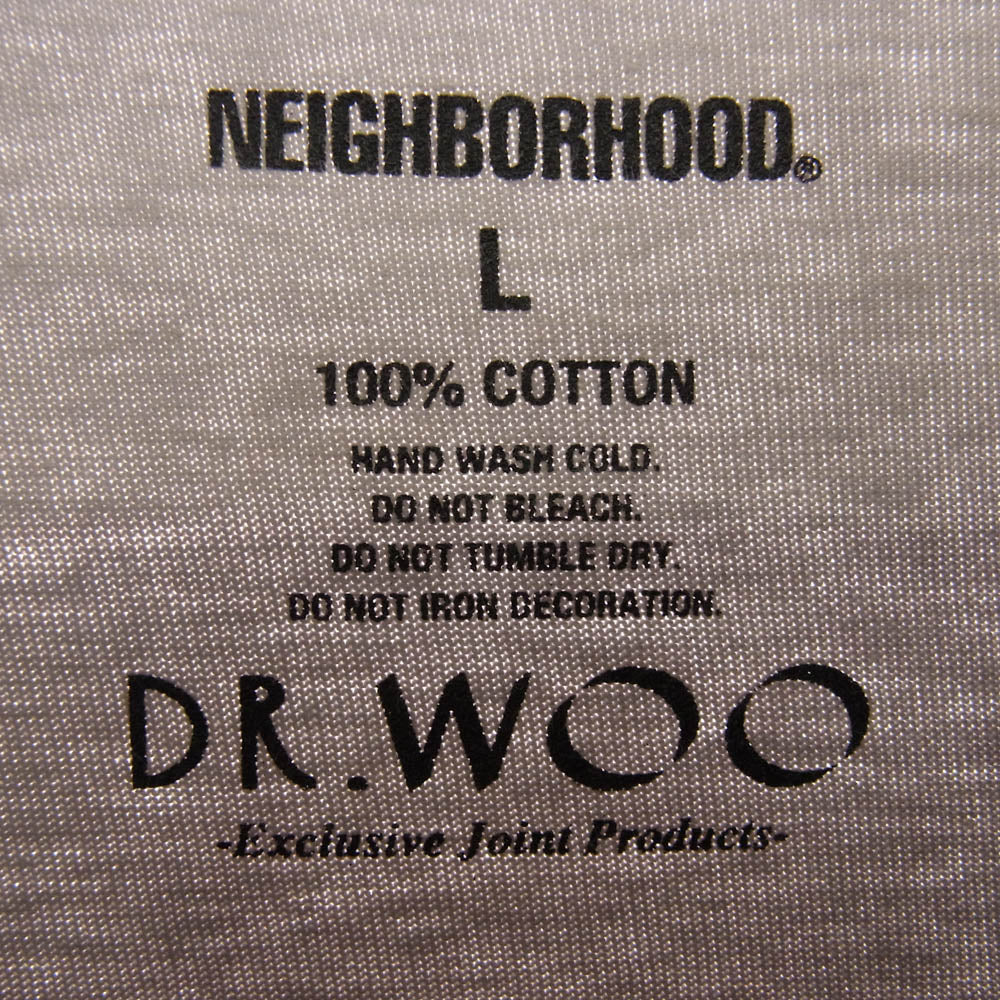 NEIGHBORHOOD®
L
100% COTTON
HAND WASH COLD.
DO NOT BLEACH.
DO NOT TUMBLE DRY.
DO NOT IRON DECORATION.
DR.WOO
-Exclusive Joint Products-